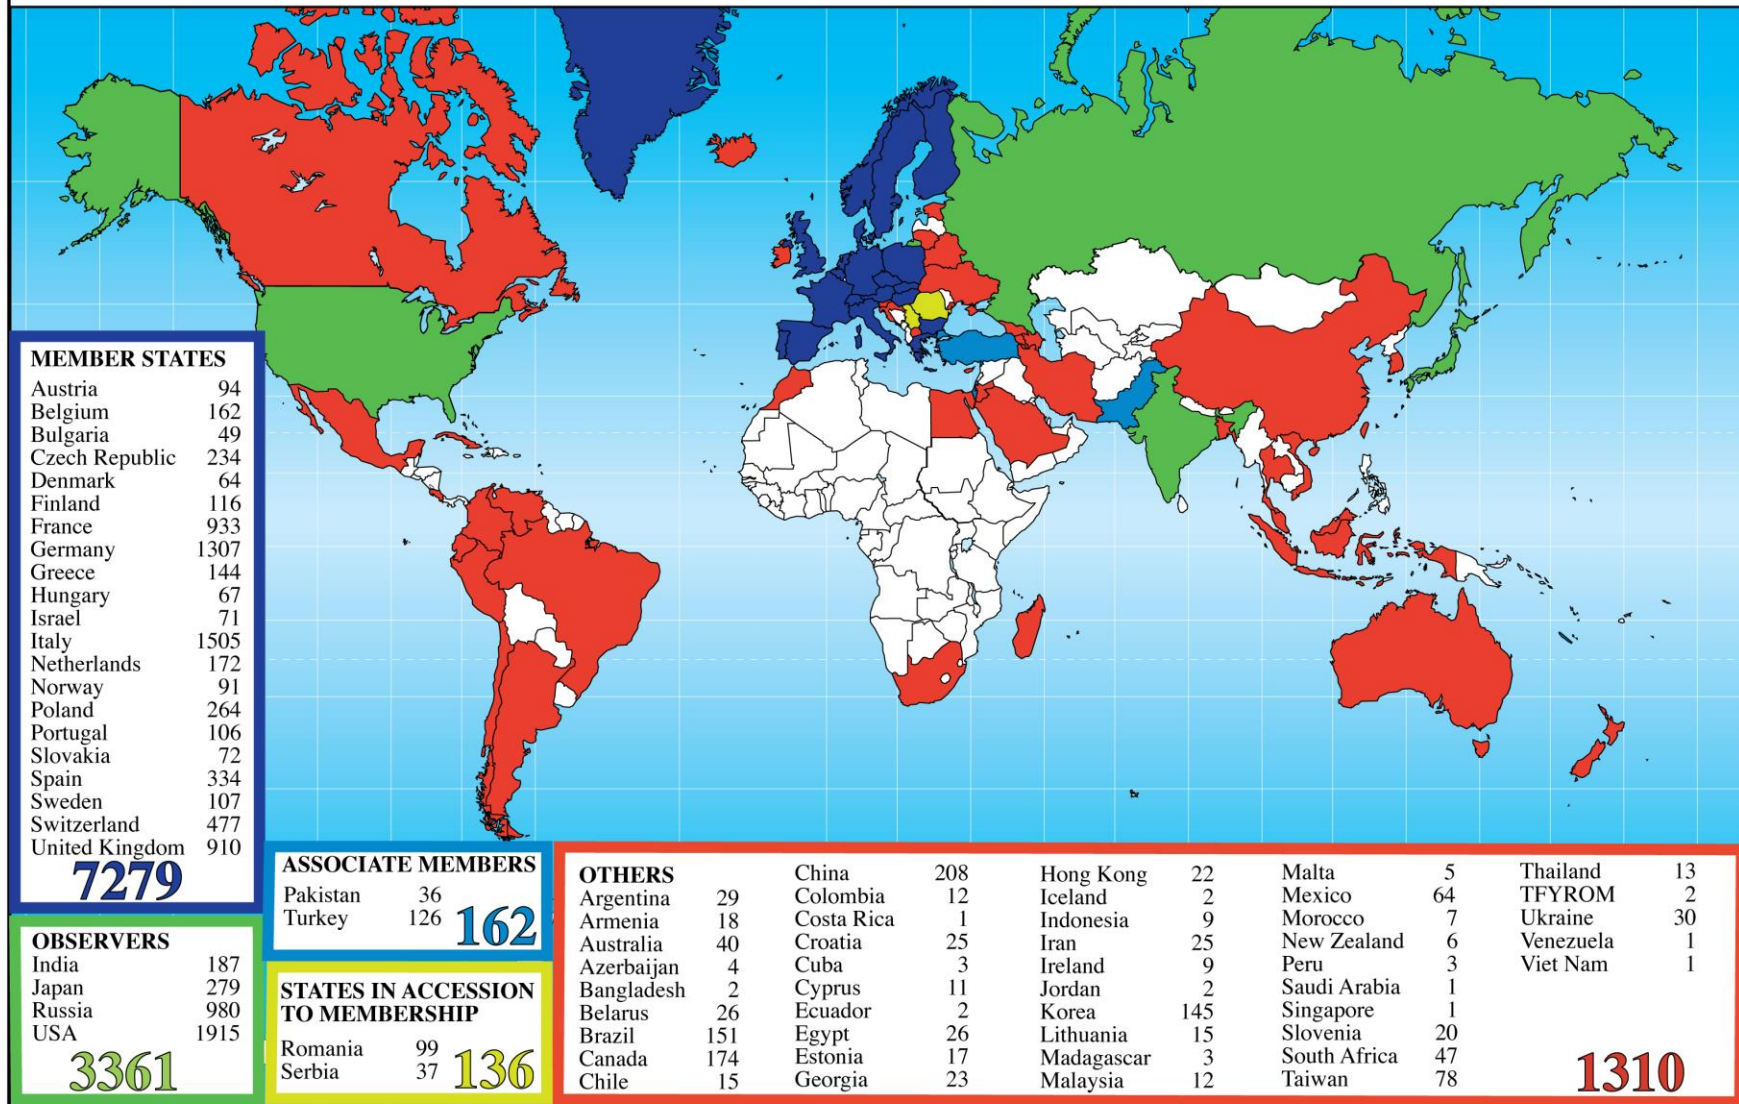 MEMBER STATES
Austria 94
Belgium 162
Bulgaria 49
Czech Republic 234
Denmark 64
Finland 116
France 933
Germany 1307
Greece 144
Hungary 67
Israel 71
Italy 1505
Netherlands 172
Norway 91
Poland 264
Portugal 106
Slovakia 72
Spain 334
Sweden 107
Switzerland 477
United Kingdom 910
7279
OBSERVERS
India 187
Japan 279
Russia 980
USA 1915
3361
ASSOCIATE MEMBERS
Pakistan 36
Turkey 126
162
STATES IN ACCESSION
TO MEMBERSHIP
Romania 99
Serbia 37
136
OTHERS
Argentina 29
Armenia 18
Australia 40
Azerbaijan 4
Bangladesh 2
Belarus 26
Brazil 151
Canada 174
Chile 15
China 208
Colombia 12
Costa Rica 1
Croatia 25
Cuba 3
Cyprus 11
Ecuador 2
Egypt 26
Estonia 17
Georgia 23
Hong Kong 22
Iceland 2
Indonesia 9
Iran 25
Ireland 9
Jordan 2
Korea 145
Lithuania 15
Madagascar 3
Malaysia 12
Malta 5
Mexico 64
Morocco 7
New Zealand 6
Peru 3
Saudi Arabia 1
Singapore 1
Slovenia 20
South Africa 47
Taiwan 78
Thailand 13
TFYROM 2
Ukraine 30
Venezuela 1
Viet Nam 1
1310